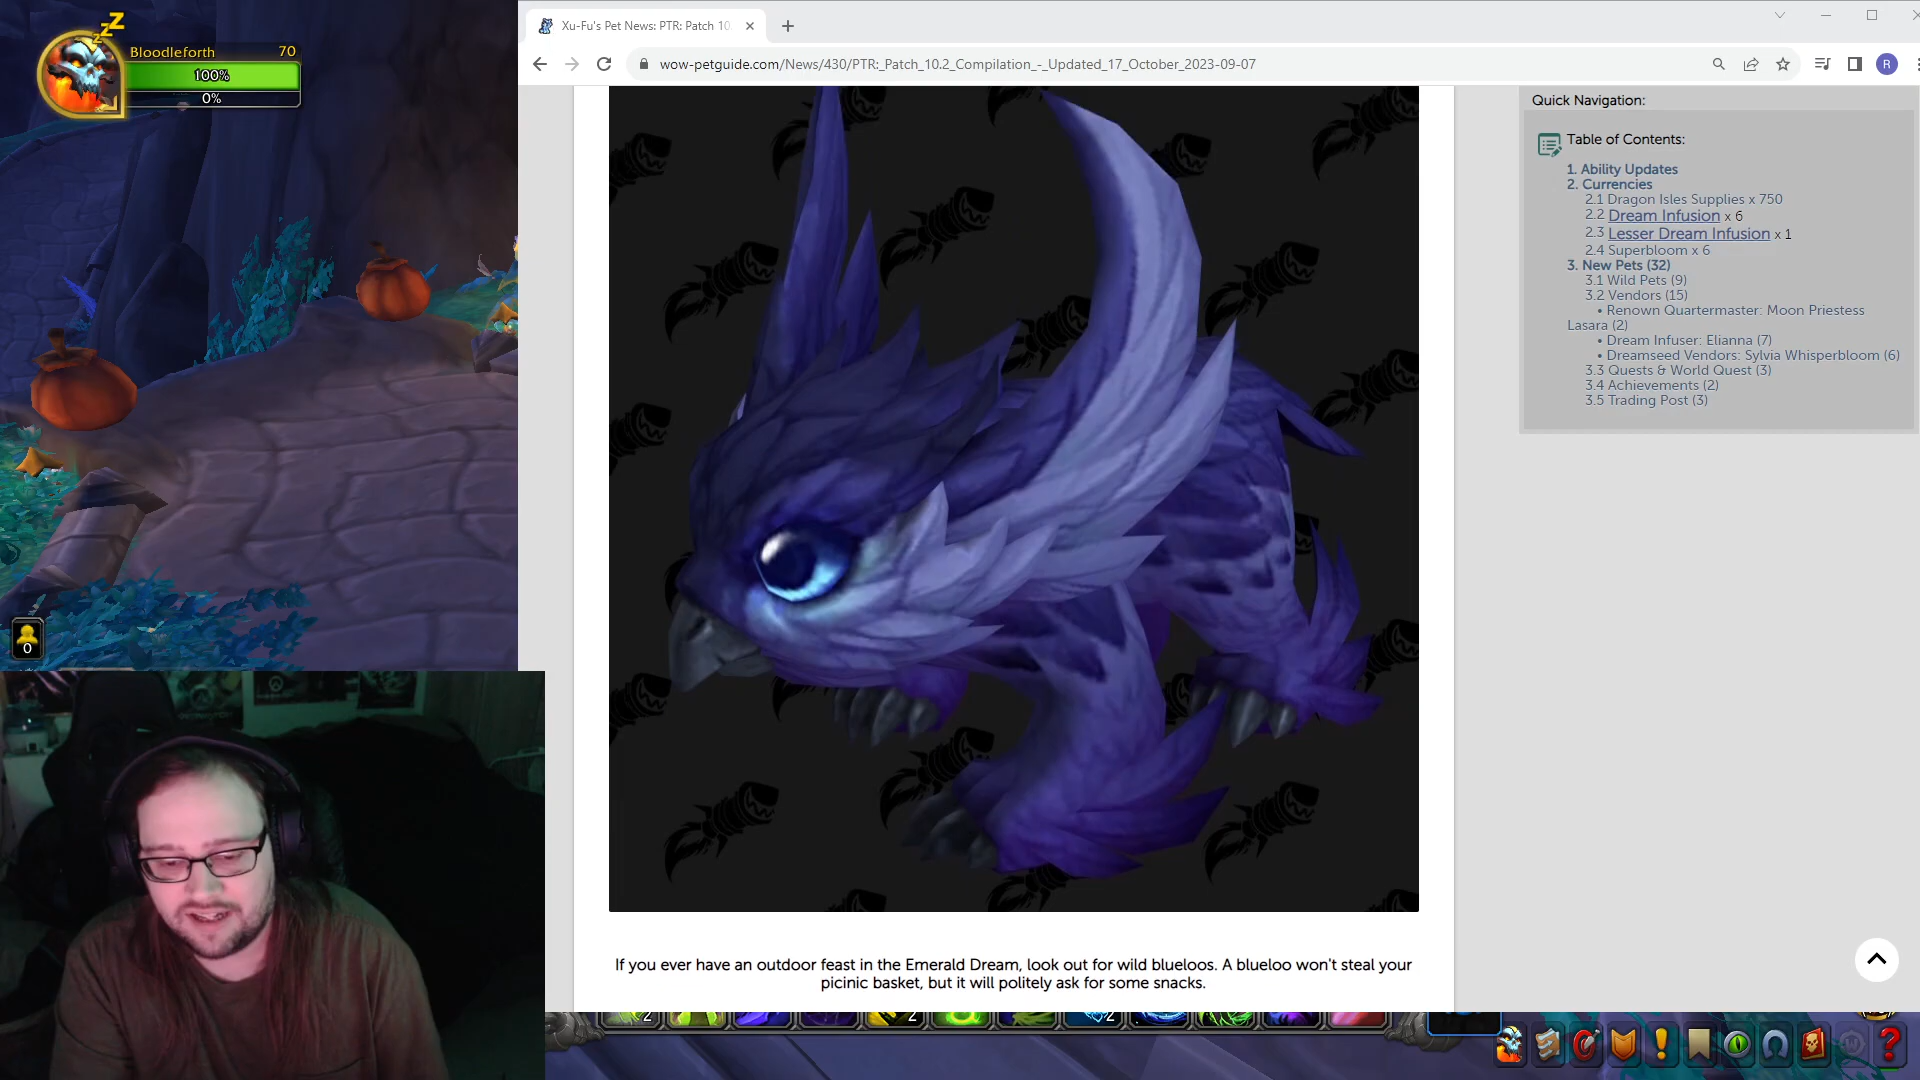 Bloodleforth 70
100%
0%
0
Xu-Fu's Pet News: PTR: Patch 10
wow-petguide.com/News/430/PTR:_Patch_10.2_Compilation_-_Updated_17_October_2023-09-07
R
Quick Navigation:
Table of Contents:
1. Ability Updates
2. Currencies
2.1 Dragon Isles Supplies x 750
2.2 Dream Infusion x 6
2.3 Lesser Dream Infusion x 1
2.4 Superbloom x 6
3. New Pets (32)
3.1 Wild Pets (9)
3.2 Vendors (15)
• Renown Quartermaster: Moon Priestess
Lasara (2)
• Dream Infuser: Elianna (7)
• Dreamseed Vendors: Sylvia Whisperbloom (6)
3.3 Quests & World Quest (3)
3.4 Achievements (2)
3.5 Trading Post (3)
If you ever have an outdoor feast in the Emerald Dream, look out for wild blueloos. A blueloo won't steal your
picinic basket, but it will politely ask for some snacks.
2
2
2